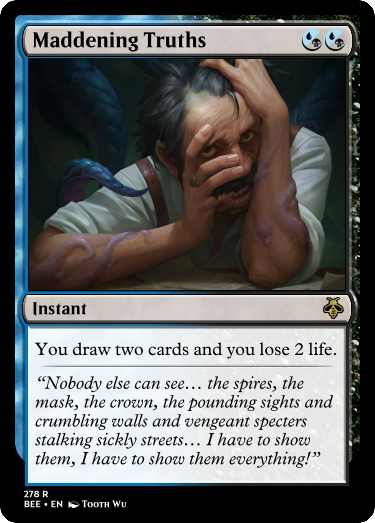 Maddening Truths
Instant
You draw two cards and you lose 2 life.
“Nobody else can see… the spires, the
mask, the crown, the pounding sights and
crumbling walls and vengeant specters
stalking sickly streets… I have to show
them, I have to show them everything!”
278 R
BEE • EN Tooth Wu